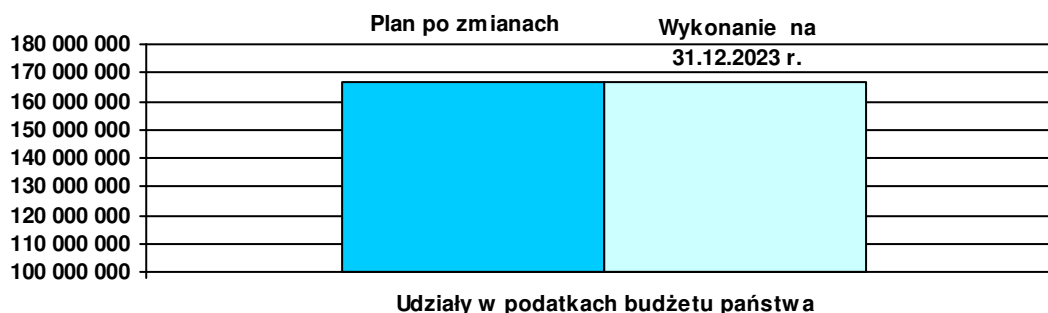 Plan po zmianach
Wykonanie na
31.12.2023 r.
180 000 000
170 000 000
160 000 000
150 000 000
140 000 000
130 000 000
120 000 000
110 000 000
100 000 000
Udziały w podatkach budżetu państwa